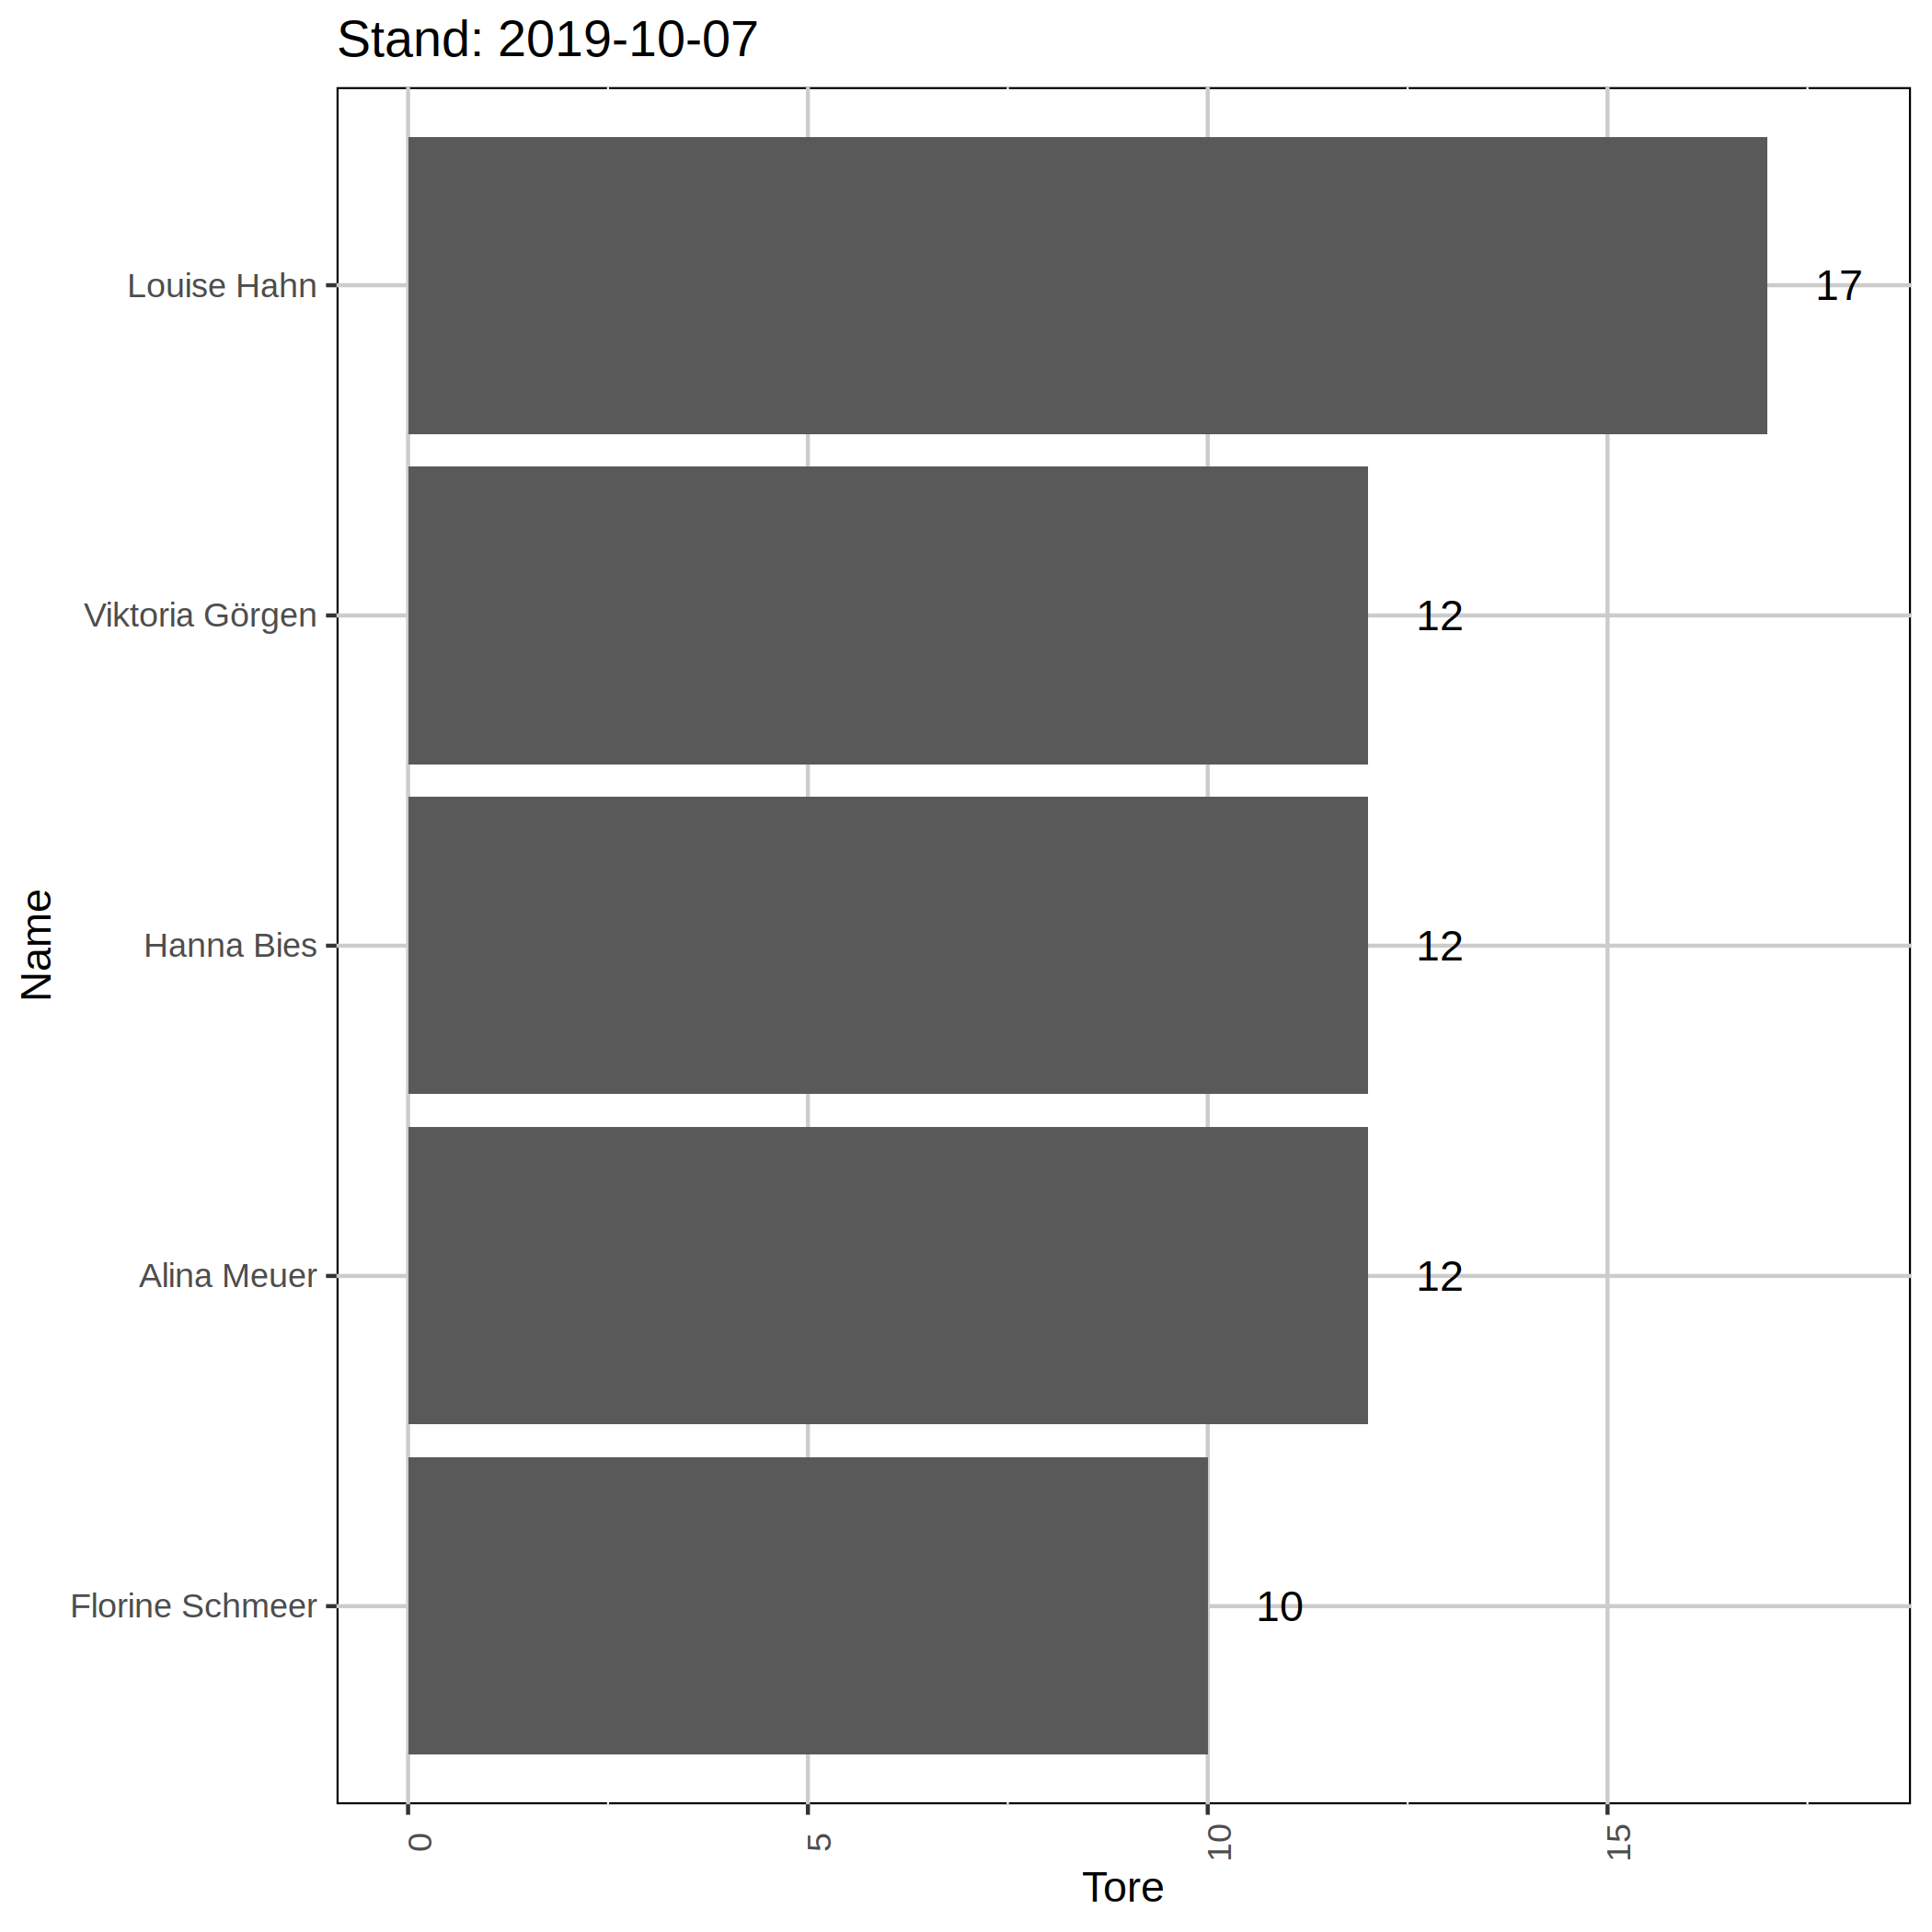 Stand: 2019-10-07
Name
Louise Hahn
17
Viktoria Görgen
12
Hanna Bies
12
Alina Meuer
12
Florine Schmeer
10
0
5
10
15
Tore